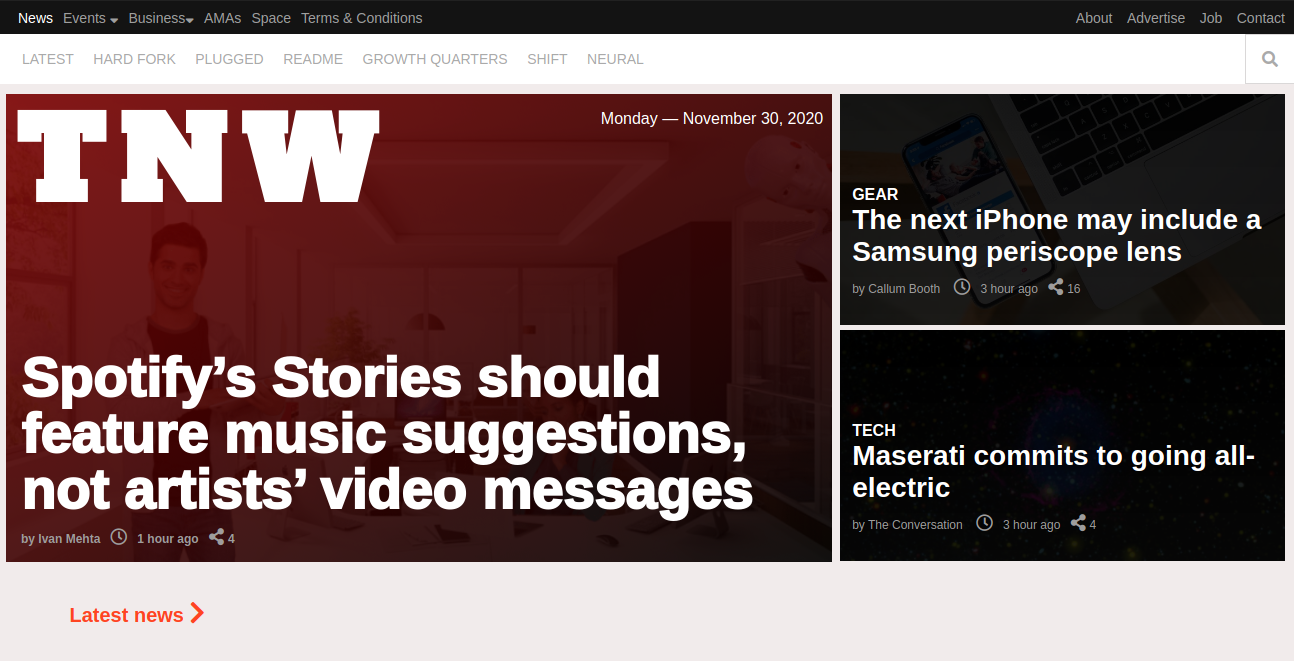 News Events Business AMAs Space Terms & Conditions About Advertise Job Contact
LATEST HARD FORK PLUGGED README GROWTH QUARTERS SHIFT NEURAL
TNW
Monday — November 30, 2020
Spotify’s Stories should
feature music suggestions,
not artists’ video messages
by Ivan Mehta 1 hour ago 4
GEAR
The next iPhone may include a
Samsung periscope lens
by Callum Booth 3 hour ago 16
TECH
Maserati commits to going all-
electric
by The Conversation 3 hour ago 4
Latest news